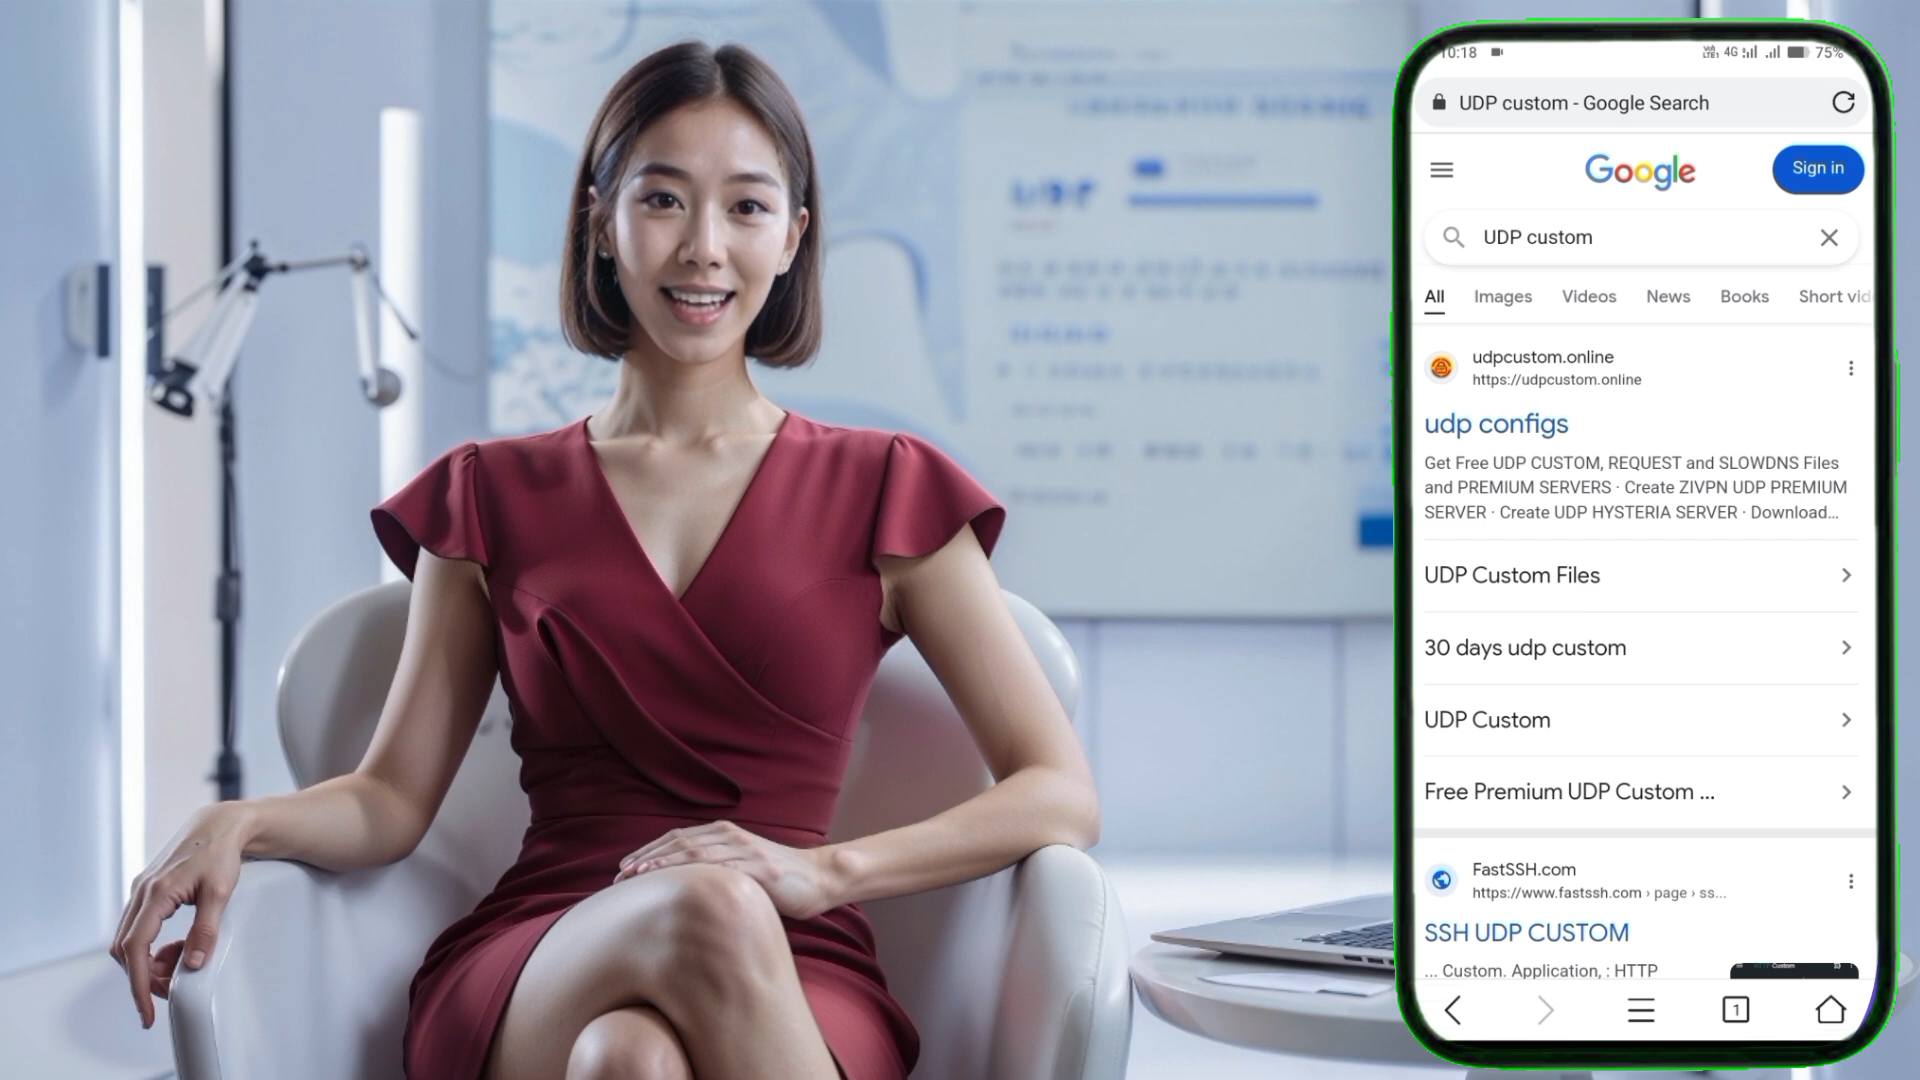 10:18
4G
75%
UDP custom - Google Search
Google
Sign in
UDP custom
All Images Videos News Books Short vid
udpcustom.online
https://udpcustom.online
udp configs
Get Free UDP CUSTOM, REQUEST and SLOWDNS Files
and PREMIUM SERVERS · Create ZIVPN UDP PREMIUM
SERVER · Create UDP HYSTERIA SERVER · Download...
UDP Custom Files
30 days udp custom
UDP Custom
Free Premium UDP Custom ...
FastSSH.com
https://www.fastssh.com › page › ss...
SSH UDP CUSTOM
... Custom. Application, : HTTP
1